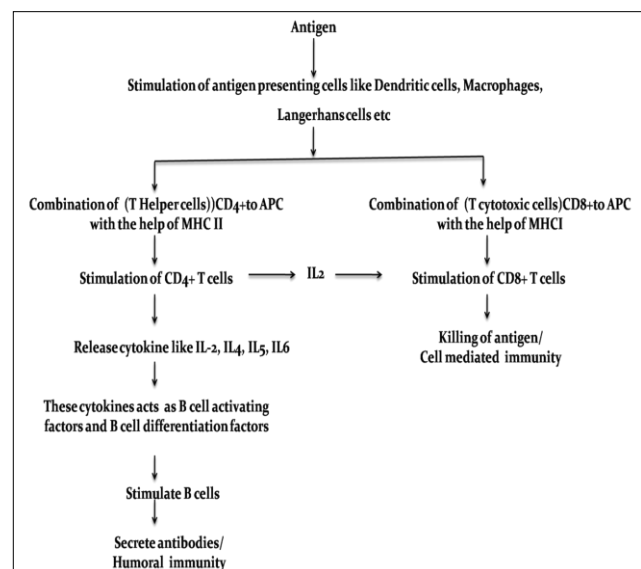 Antigen
Stimulation of antigen presenting cells like Dendritic cells, Macrophages,
Langerhans cells etc
Combination of (T Helper cells))CD4+to APC
with the help of MHC II
Combination of (T cytotoxic cells)CD8+to APC
with the help of MHCI
Stimulation of CD4+ T cells
IL2
Stimulation of CD8+ T cells
Release cytokine like IL-2, IL4, IL5, IL6
Killing of antigen/
Cell mediated immunity
These cytokines acts as B cell activating
factors and B cell differentiation factors
Stimulate B cells
Secrete antibodies/
Humoral immunity